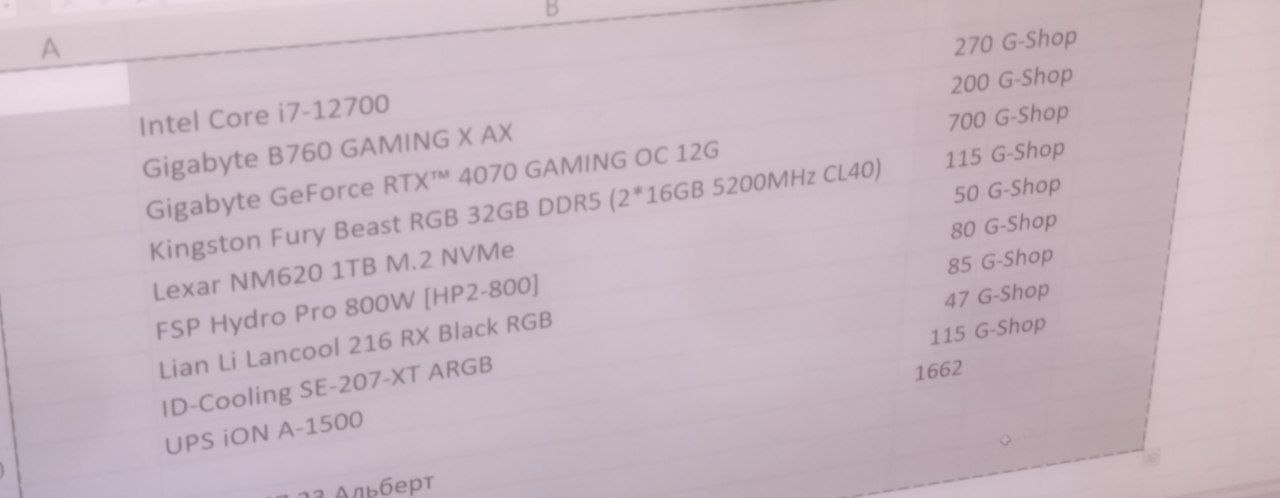 A B
Intel Core i7-12700 270 G-Shop
Gigabyte B760 GAMING X AX 200 G-Shop
Gigabyte GeForce RTX™ 4070 GAMING OC 12G 700 G-Shop
Kingston Fury Beast RGB 32GB DDR5 (2*16GB 5200MHz CL40) 115 G-Shop
Lexar NM620 1TB M.2 NVMe 50 G-Shop
FSP Hydro Pro 800W [HP2-800] 80 G-Shop
Lian Li Lancool 216 RX Black RGB 85 G-Shop
ID-Cooling SE-207-XT ARGB 47 G-Shop
UPS iON A-1500 115 G-Shop
1662
Альберт